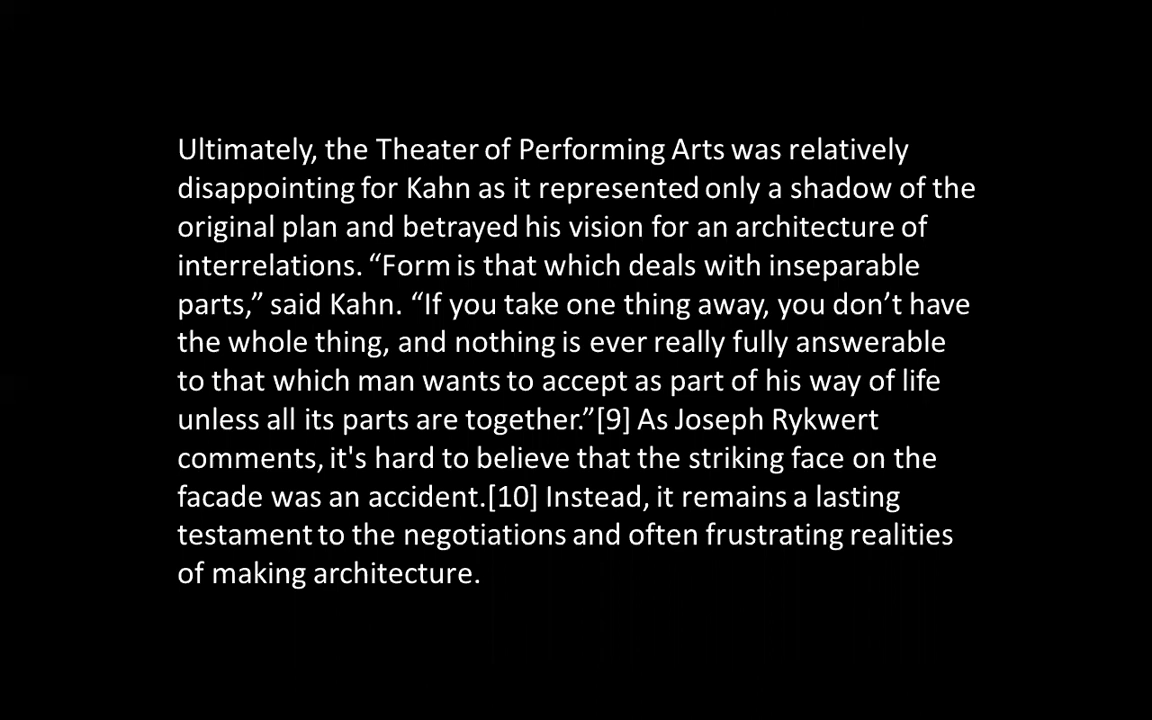 Ultimately, the Theater of Performing Arts was relatively
disappointing for Kahn as it represented only a shadow of the
original plan and betrayed his vision for an architecture of
interrelations. “Form is that which deals with inseparable
parts,” said Kahn. “If you take one thing away, you don’t have
the whole thing, and nothing is ever really fully answerable
to that which man wants to accept as part of his way of life
unless all its parts are together.”[9] As Joseph Rykwert
comments, it's hard to believe that the striking face on the
facade was an accident.[10] Instead, it remains a lasting
testament to the negotiations and often frustrating realities
of making architecture.